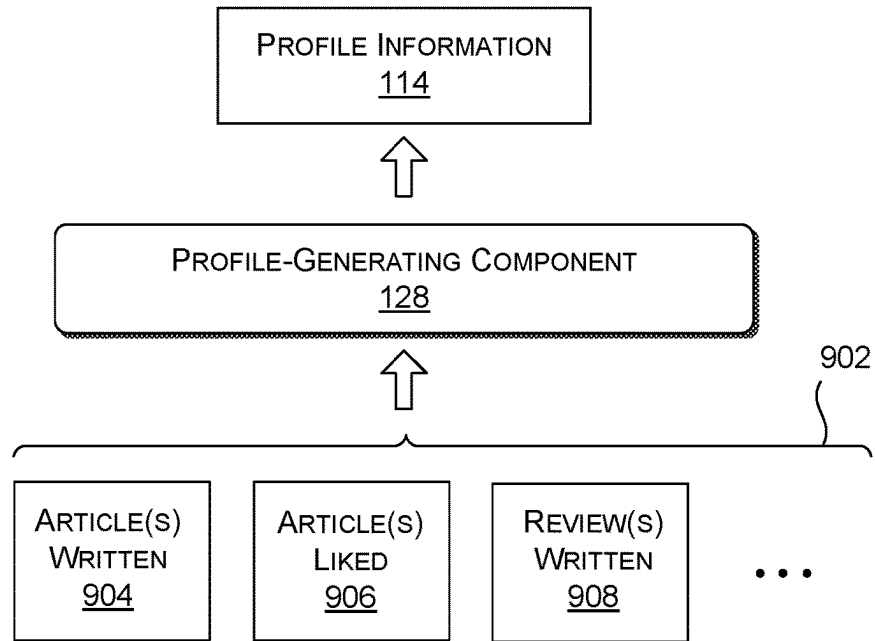 PROFILE INFORMATION
114
PROFILE-GENERATING COMPONENT
128
902
ARTICLE(S)
WRITTEN
904
ARTICLE(S)
LIKED
906
REVIEW(S)
WRITTEN
908
• • •